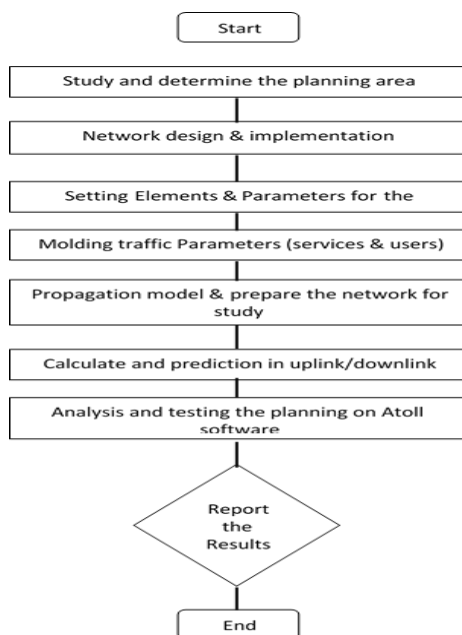 Start
Study and determine the planning area
Network design & implementation
Setting Elements & Parameters for the
Molding traffic Parameters (services & users)
Propagation model & prepare the network for
study
Calculate and prediction in uplink/downlink
Analysis and testing the planning on Atoll
software
Report
the
Results
End